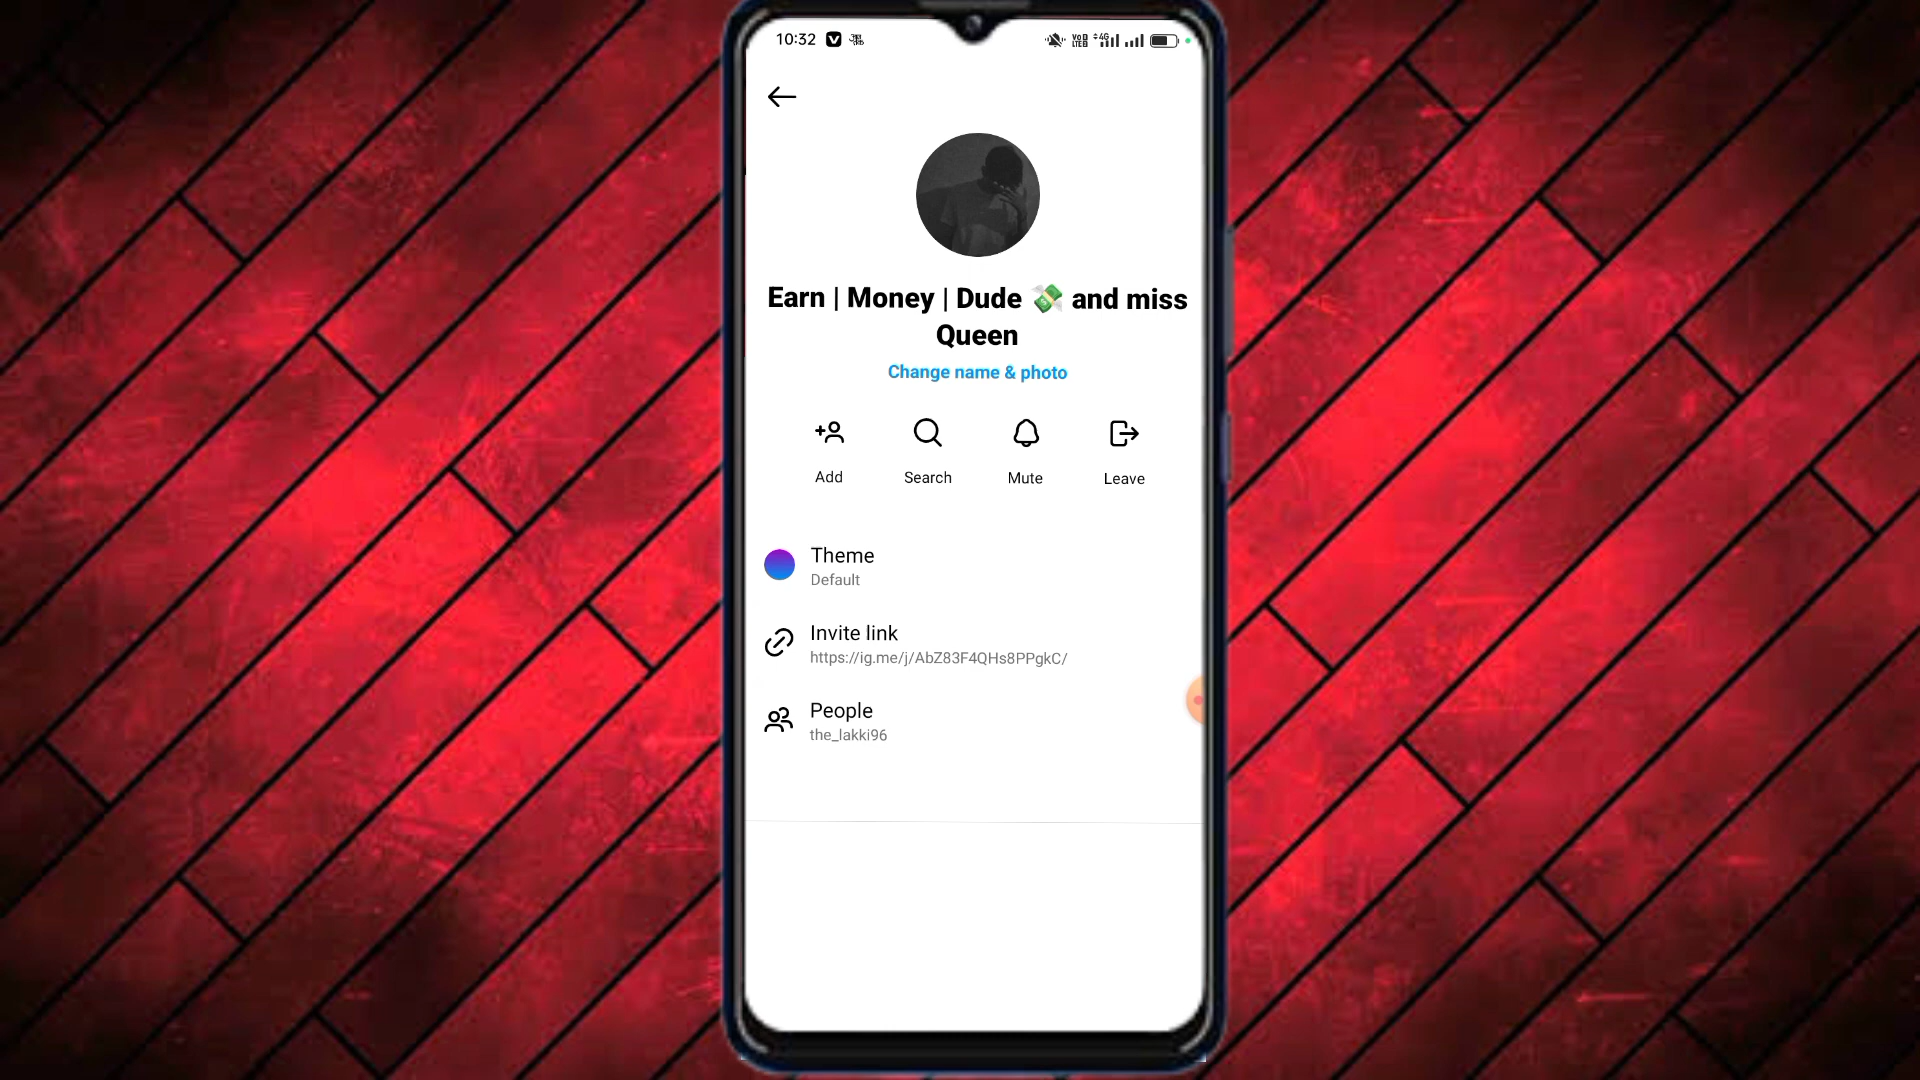 10:32
4G
Earn | Money | Dude 💸 and miss
Queen
Change name & photo
Add Search Mute Leave
Theme
Default
Invite link
https://ig.me/j/AbZ83F4QHs8PPgkC/
People
the_lakki96